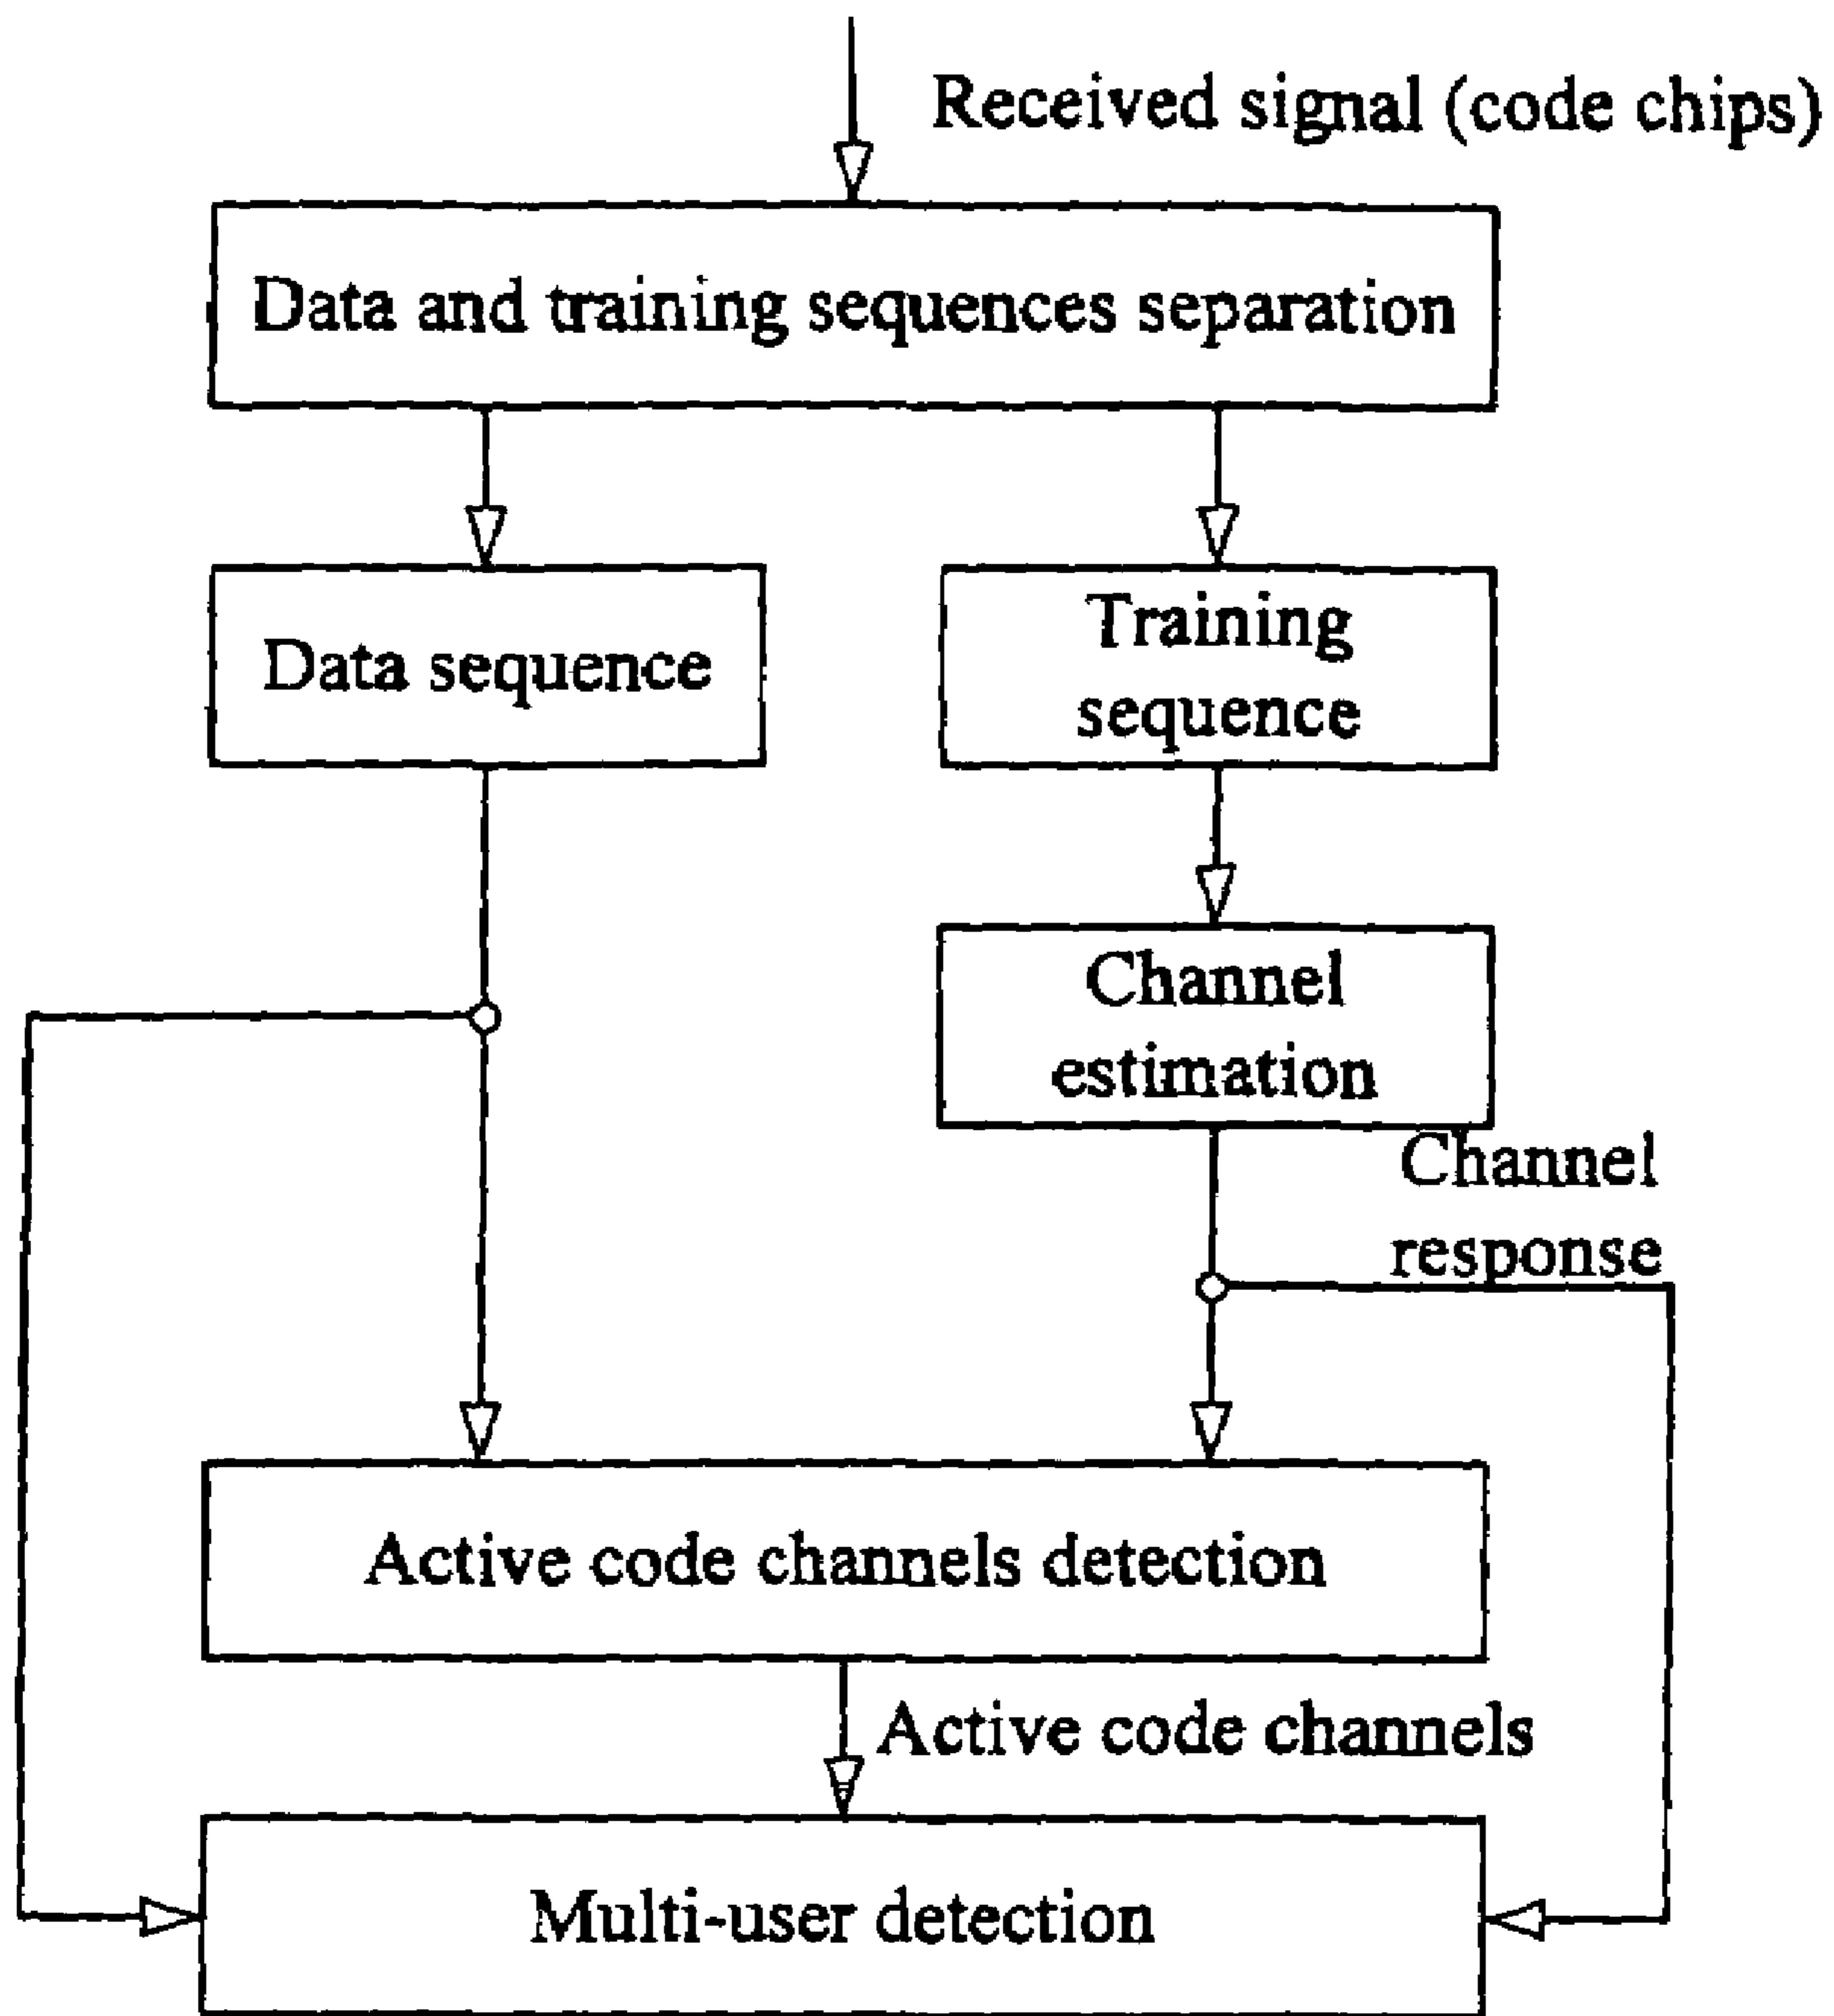 Received signal (code chips)
Data and training sequences separation
Data sequence
Training
sequence
Channel
estimation
Channel
response
Active code channels detection
Active code channels
Multi-user detection